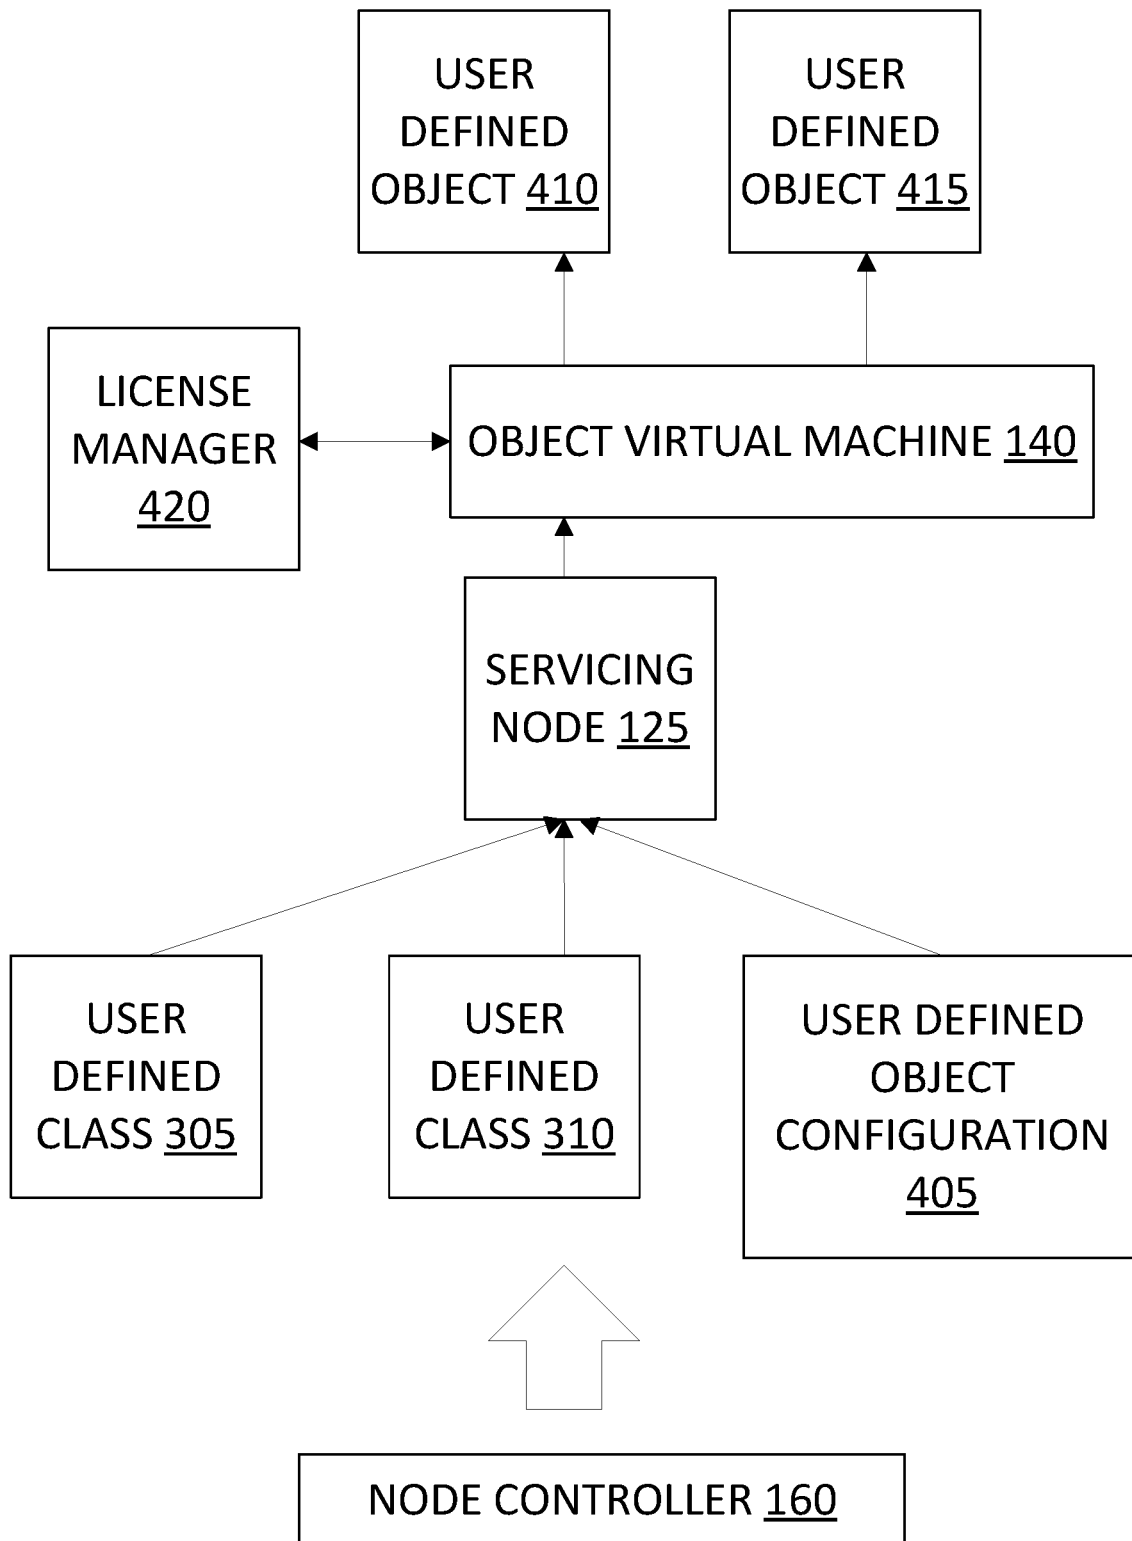 USER
DEFINED
OBJECT 410
USER
DEFINED
OBJECT 415
LICENSE
MANAGER
420
OBJECT VIRTUAL MACHINE 140
SERVICING
NODE 125
USER
DEFINED
CLASS 305
USER
DEFINED
CLASS 310
USER DEFINED
OBJECT
CONFIGURATION
405
NODE CONTROLLER 160